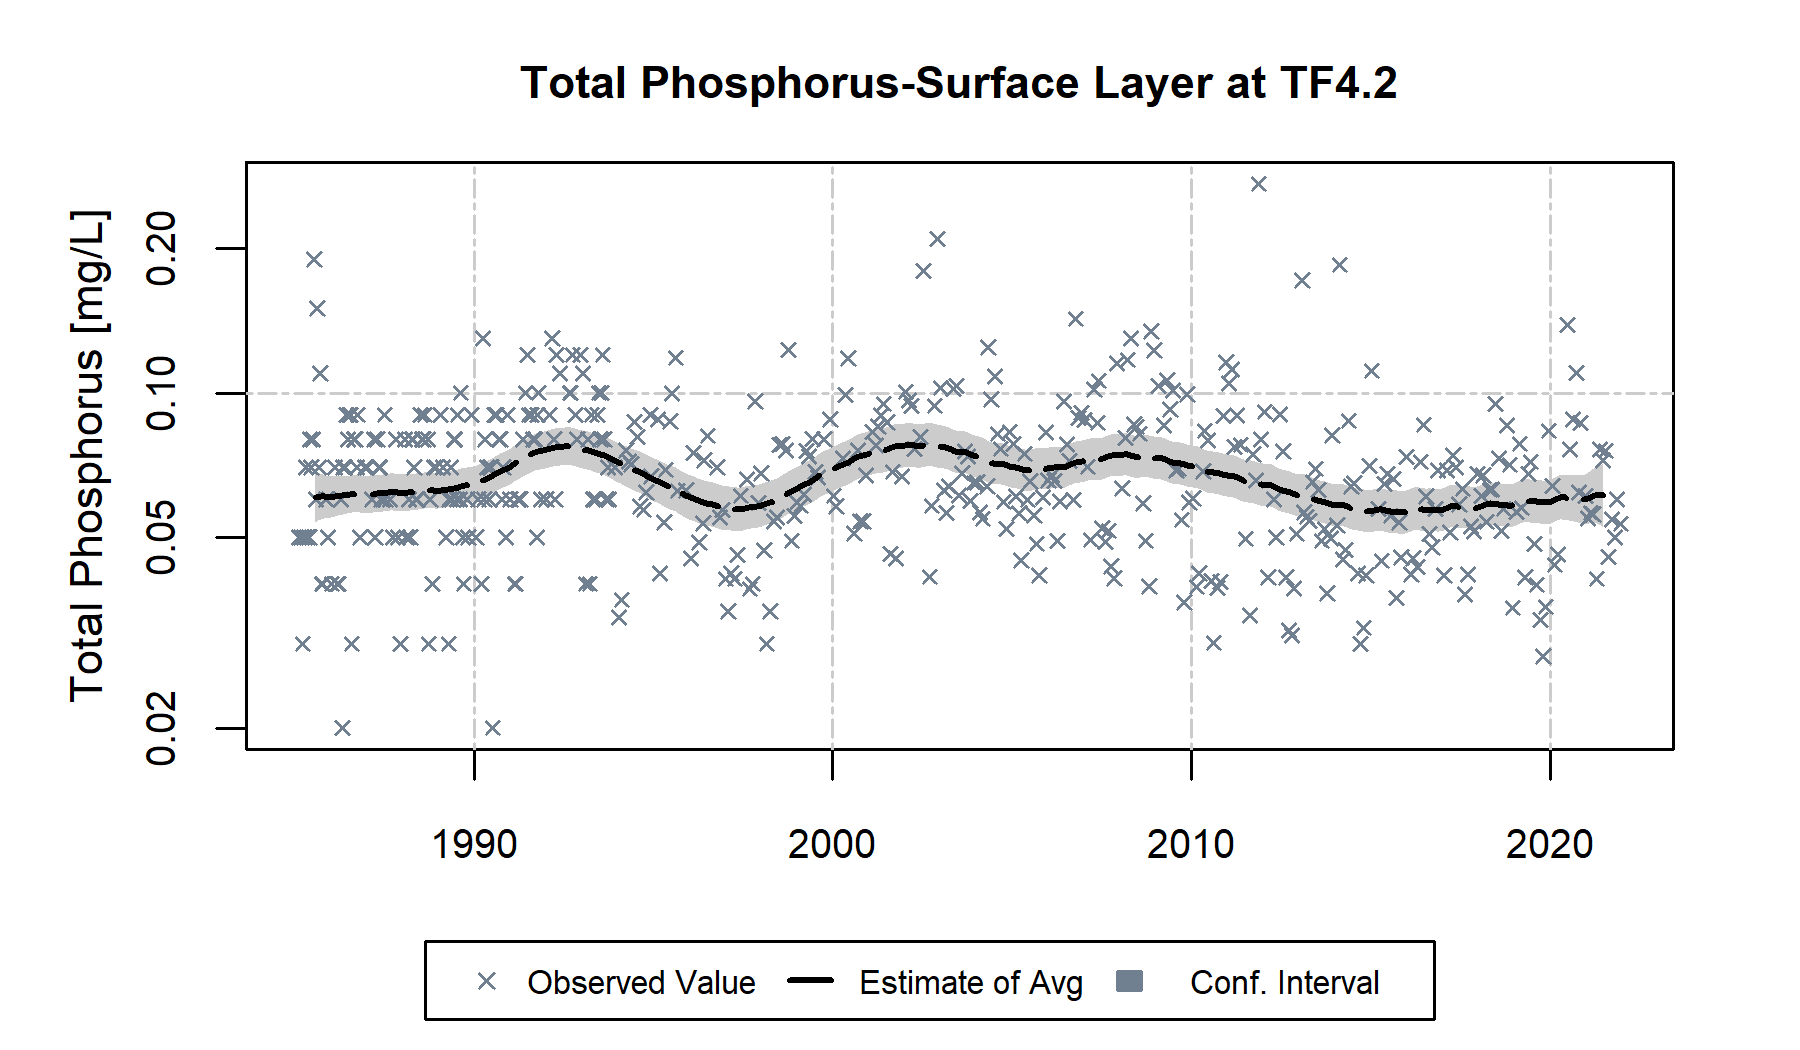 Total Phosphorus-Surface Layer at TF4.2
Total Phosphorus [mg/L]
0.20
0.10
0.05
0.02
1990 2000 2010 2020
Observed Value Estimate of Avg Conf. Interval